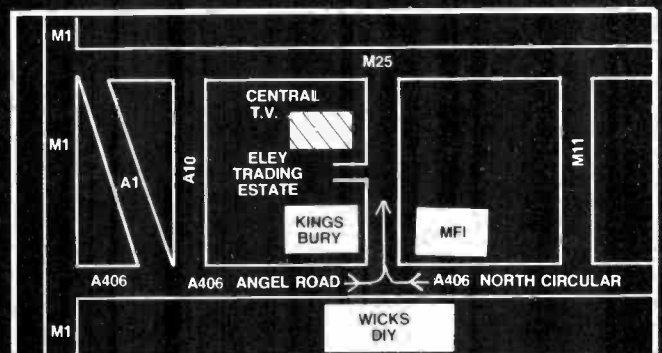 M1
M25
CENTRAL
T.V.
M1
A1
A10
M11
ELEY
TRADING
ESTATE
KINGS
BURY
MFI
A406
A406 ANGEL ROAD
A406 NORTH CIRCULAR
WICKS
DIY
M1